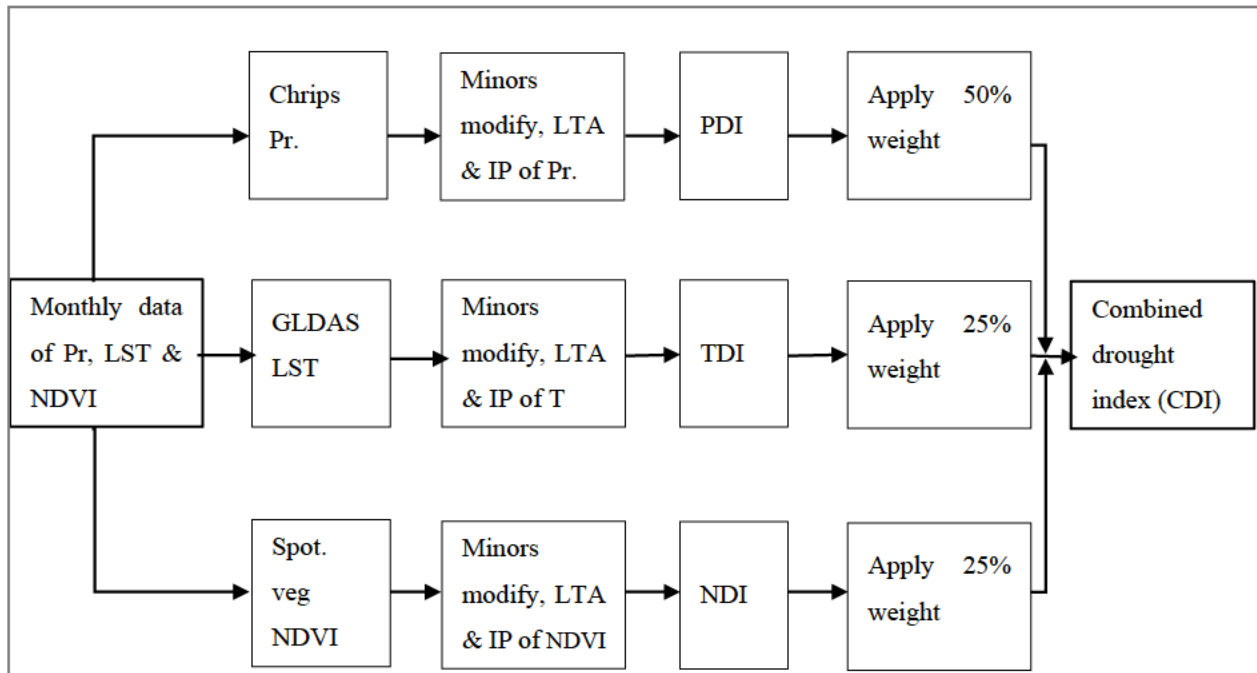 Chrips
Pr.
Minors
modify, LTA
& IP of Pr.
PDI
Apply 50%
weight
Monthly data
of Pr, LST &
NDVI
GLDAS
LST
Minors
modify, LTA
& IP of T
TDI
Apply 25%
weight
Combined
drought
index (CDI)
Spot.
veg
NDVI
Minors
modify, LTA
& IP of NDVI
NDI
Apply 25%
weight